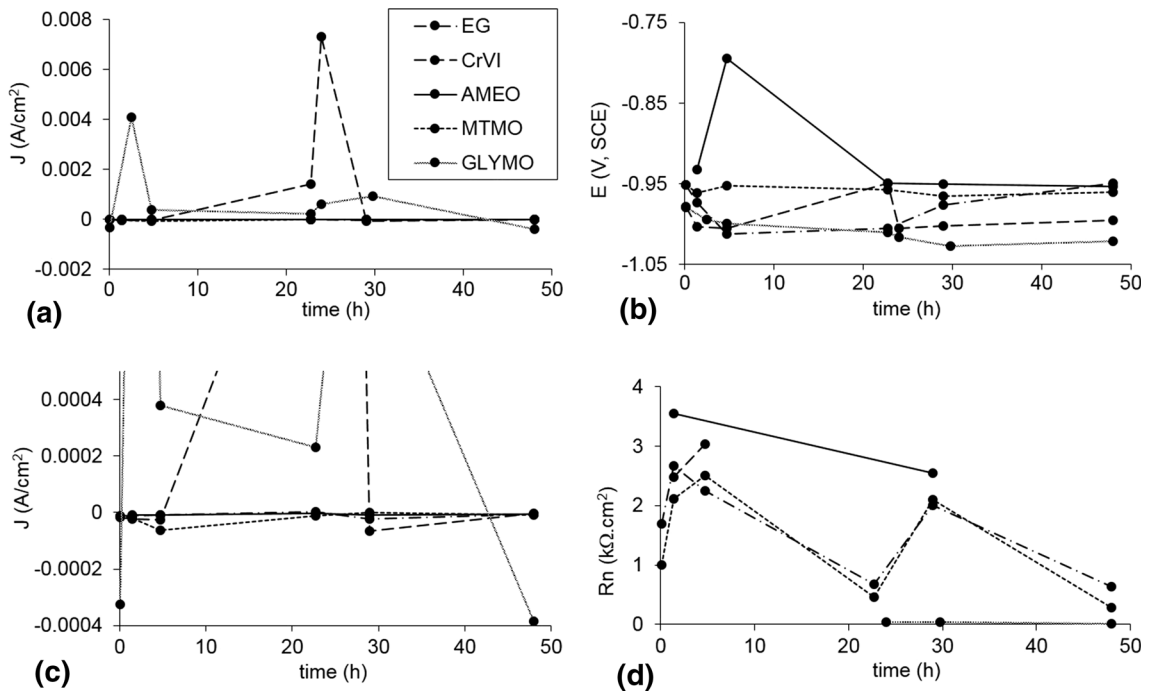 0.008
0.006
0.004
0.002
0
-0.002
J (A/cm²)
0 10 20 30 40 50
time (h)
(a)
EG
CrVI
AMEO
MTMO
GLYMO
-0.75
-0.85
-0.95
-1.05
E (V, SCE)
0 10 20 30 40 50
time (h)
(b)
0.0004
0.0002
0
-0.0002
-0.0004
J (A/cm²)
0 10 20 30 40 50
time (h)
(c)
4
3
2
1
0
Rn (kΩ.cm²)
0 10 20 30 40 50
time (h)
(d)